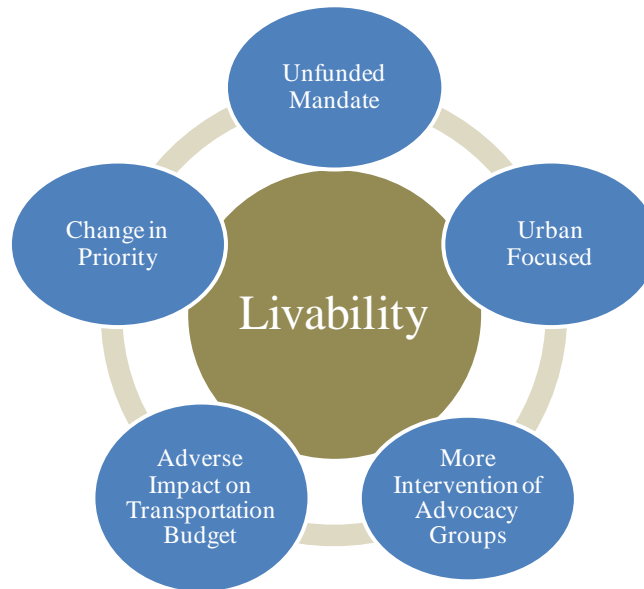 Unfunded
Mandate
Change in
Priority
Urban
Focused
Livability
Adverse
Impact on
Transportation
Budget
More
Intervention of
Advocacy
Groups